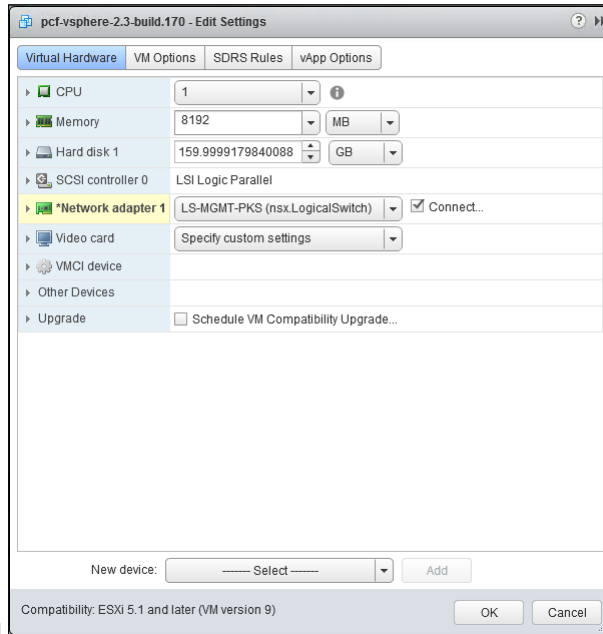 pcf-vsphere-2.3-build.170 - Edit Settings ?
Virtual Hardware VM Options SDRS Rules vApp Options
CPU 1
Memory 8192 MB
Hard disk 1 159.9999179840088 GB
SCSI controller 0 LSI Logic Parallel
*Network adapter 1 LS-MGMT-PKS (nsx.LogicalSwitch) Connect...
Video card Specify custom settings
VMCI device
Other Devices
Upgrade Schedule VM Compatibility Upgrade...
New device: ------- Select ------- Add
Compatibility: ESXi 5.1 and later (VM version 9) OK Cancel